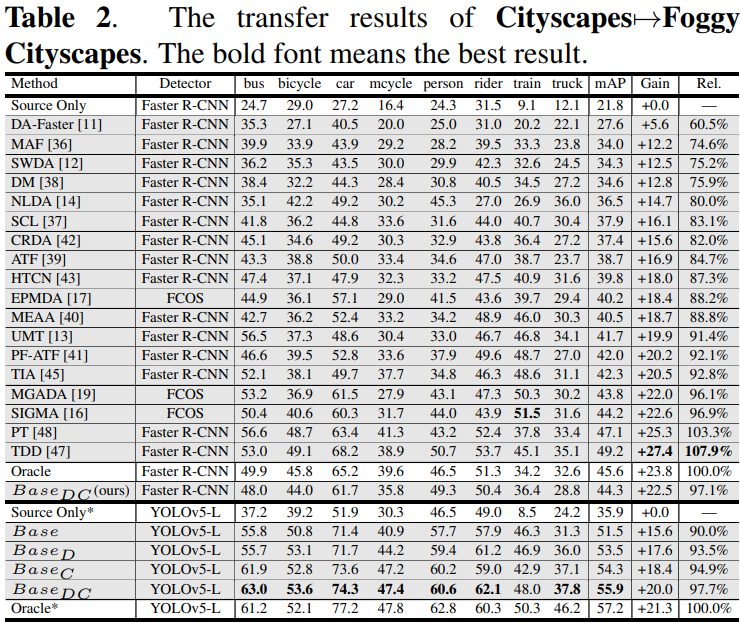 Table 2. The transfer results of Cityscapes↦Foggy
Cityscapes. The bold font means the best result.
Method Detector bus bicycle car mcycle person rider train truck mAP Gain Rel.
Source Only Faster R-CNN 24.7 29.0 27.2 16.4 24.3 31.5 9.1 12.1 21.8 +0.0 —
DA-Faster [11] Faster R-CNN 35.3 27.1 40.5 20.0 25.0 31.0 20.2 22.1 27.6 +5.6 60.5%
MAF [36] Faster R-CNN 39.9 33.9 43.9 29.2 28.2 39.5 33.3 23.8 34.0 +12.2 74.6%
SWDA [12] Faster R-CNN 36.2 35.3 43.5 30.0 29.9 42.3 32.6 24.5 34.3 +12.5 75.2%
DM [38] Faster R-CNN 38.4 32.2 44.3 28.4 30.8 40.5 34.5 27.2 34.6 +12.8 75.9%
NLDA [14] Faster R-CNN 35.1 42.2 49.2 30.2 45.3 27.0 26.9 36.0 36.5 +14.7 80.0%
SCL [37] Faster R-CNN 41.8 36.2 44.8 33.6 31.6 44.0 40.7 30.4 37.9 +16.1 83.1%
CRDA [42] Faster R-CNN 45.1 34.6 49.2 30.3 32.9 43.8 36.4 27.2 37.4 +15.6 82.0%
ATF [39] Faster R-CNN 43.3 38.8 50.0 33.4 34.6 47.0 38.7 23.7 38.7 +16.9 84.7%
HTCN [43] Faster R-CNN 47.4 37.1 47.9 32.3 33.2 47.5 40.9 31.6 39.8 +18.0 87.3%
EPMDA [17] FCOS 44.9 36.1 57.1 29.0 41.5 43.6 39.7 29.4 40.2 +18.4 88.2%
MEAA [40] Faster R-CNN 42.7 36.2 52.4 33.2 34.2 48.9 46.0 30.3 40.5 +18.7 88.8%
UMT [13] Faster R-CNN 56.5 37.3 48.6 30.4 33.0 46.7 46.8 34.1 41.7 +19.9 91.4%
PF-ATF [41] Faster R-CNN 46.6 39.5 52.8 33.6 37.9 49.6 48.7 27.0 42.0 +20.2 92.1%
TIA [45] Faster R-CNN 52.1 38.1 49.7 37.7 34.8 46.3 48.6 31.1 42.3 +20.5 92.8%
MGADA [19] FCOS 53.2 36.9 61.5 27.9 43.1 47.3 50.3 30.2 43.8 +22.0 96.1%
SIGMA [16] FCOS 50.4 40.6 60.3 31.7 44.0 43.9 51.5 31.6 44.2 +22.6 96.9%
PT [48] Faster R-CNN 56.6 48.7 63.4 41.3 43.2 52.4 37.8 33.4 47.1 +25.3 103.3%
TDD [47] Faster R-CNN 53.0 49.1 68.2 38.9 50.7 53.7 45.1 35.1 49.2 +27.4 107.9%
Oracle Faster R-CNN 49.9 45.8 65.2 39.6 46.5 51.3 34.2 32.6 45.6 +23.8 100.0%
Base_DC (ours) Faster R-CNN 48.0 44.0 61.7 35.8 49.3 50.4 36.4 28.8 44.3 +22.5 97.1%
Source Only* YOLOv5-L 37.2 39.2 51.9 30.3 46.5 49.0 8.5 24.2 35.9 +0.0 —
Base YOLOv5-L 55.8 50.8 71.4 40.9 57.7 57.9 46.3 31.3 51.5 +15.6 90.0%
Base_D YOLOv5-L 55.7 53.1 71.7 44.2 59.4 61.2 46.9 36.0 53.5 +17.6 93.5%
Base_C YOLOv5-L 61.9 52.8 73.6 47.2 60.2 59.0 42.9 37.1 54.3 +18.4 94.9%
Base_DC YOLOv5-L 63.0 53.6 74.3 47.4 60.6 62.1 48.0 37.8 55.9 +20.0 97.7%
Oracle* YOLOv5-L 61.2 52.1 77.2 47.8 62.8 60.3 50.3 46.2 57.2 +21.3 100.0%